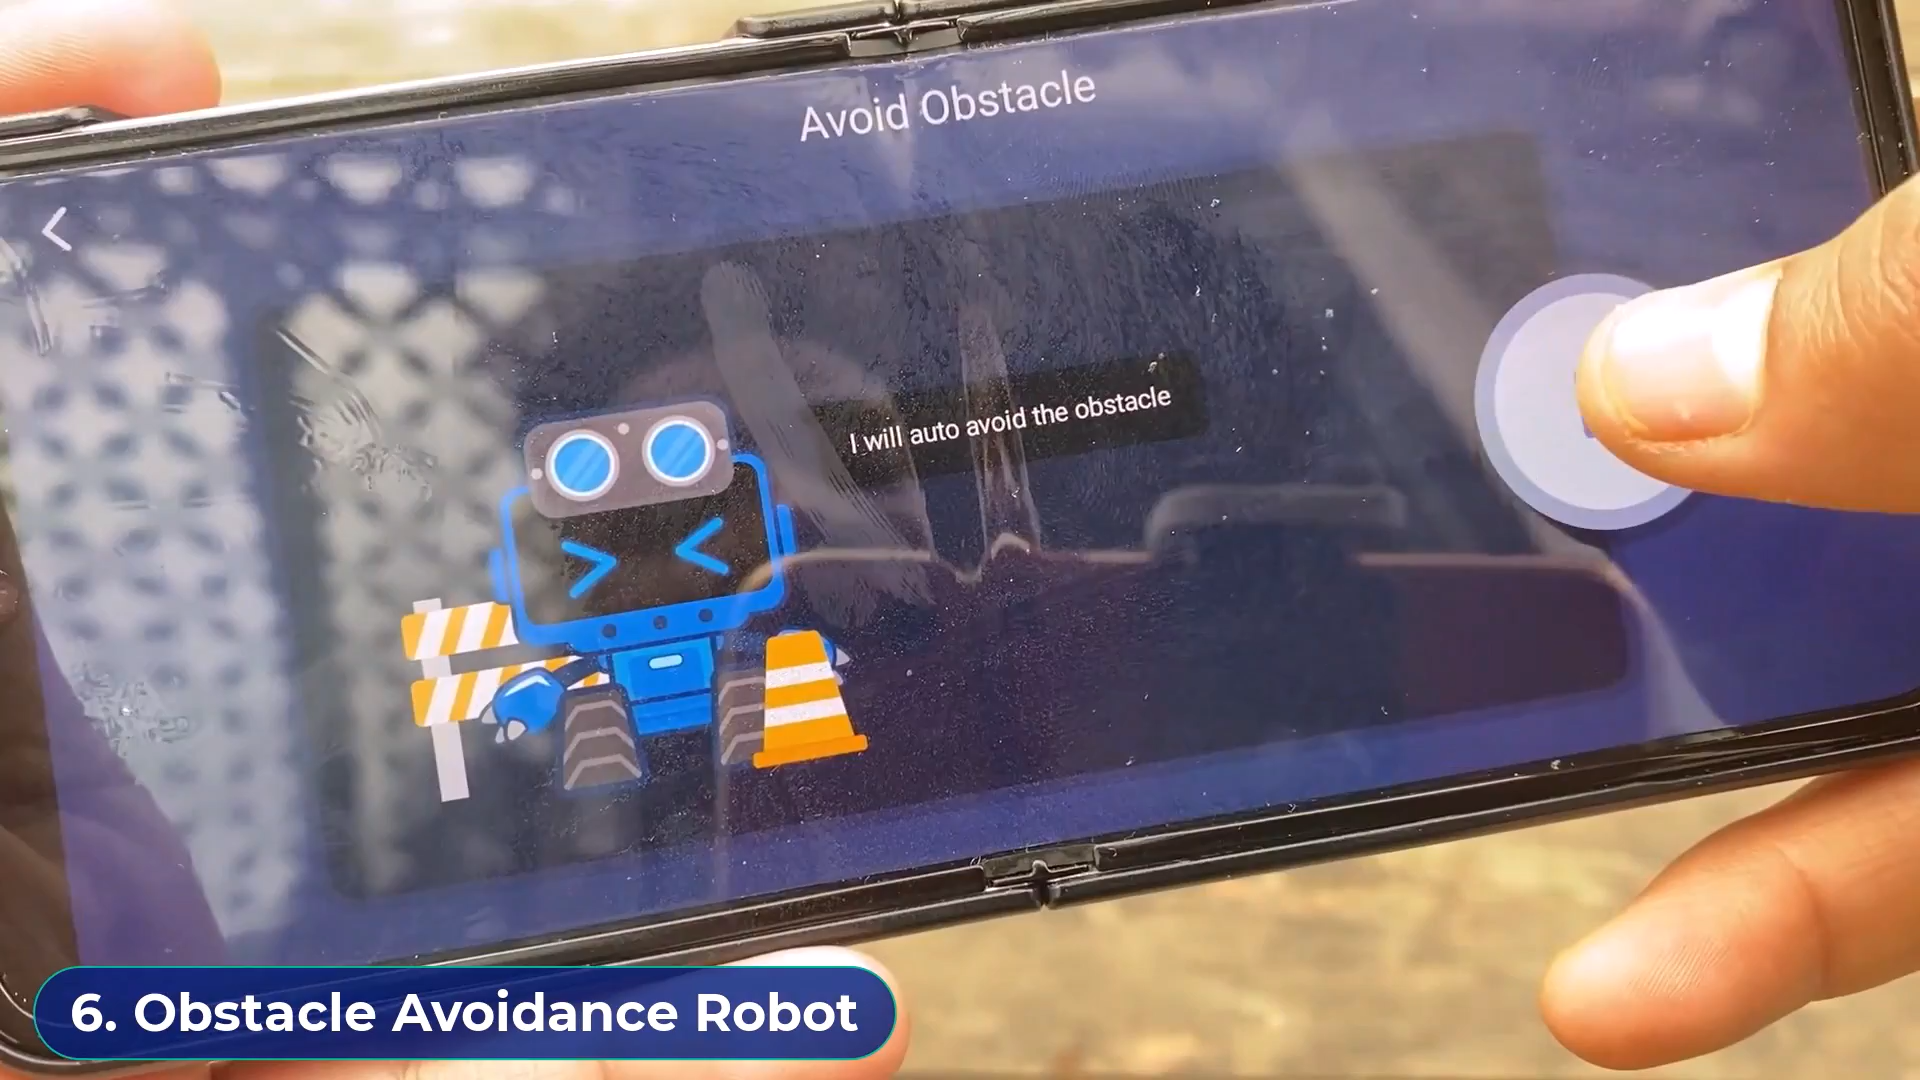 Avoid Obstacle
I will auto avoid the obstacle
6. Obstacle Avoidance Robot